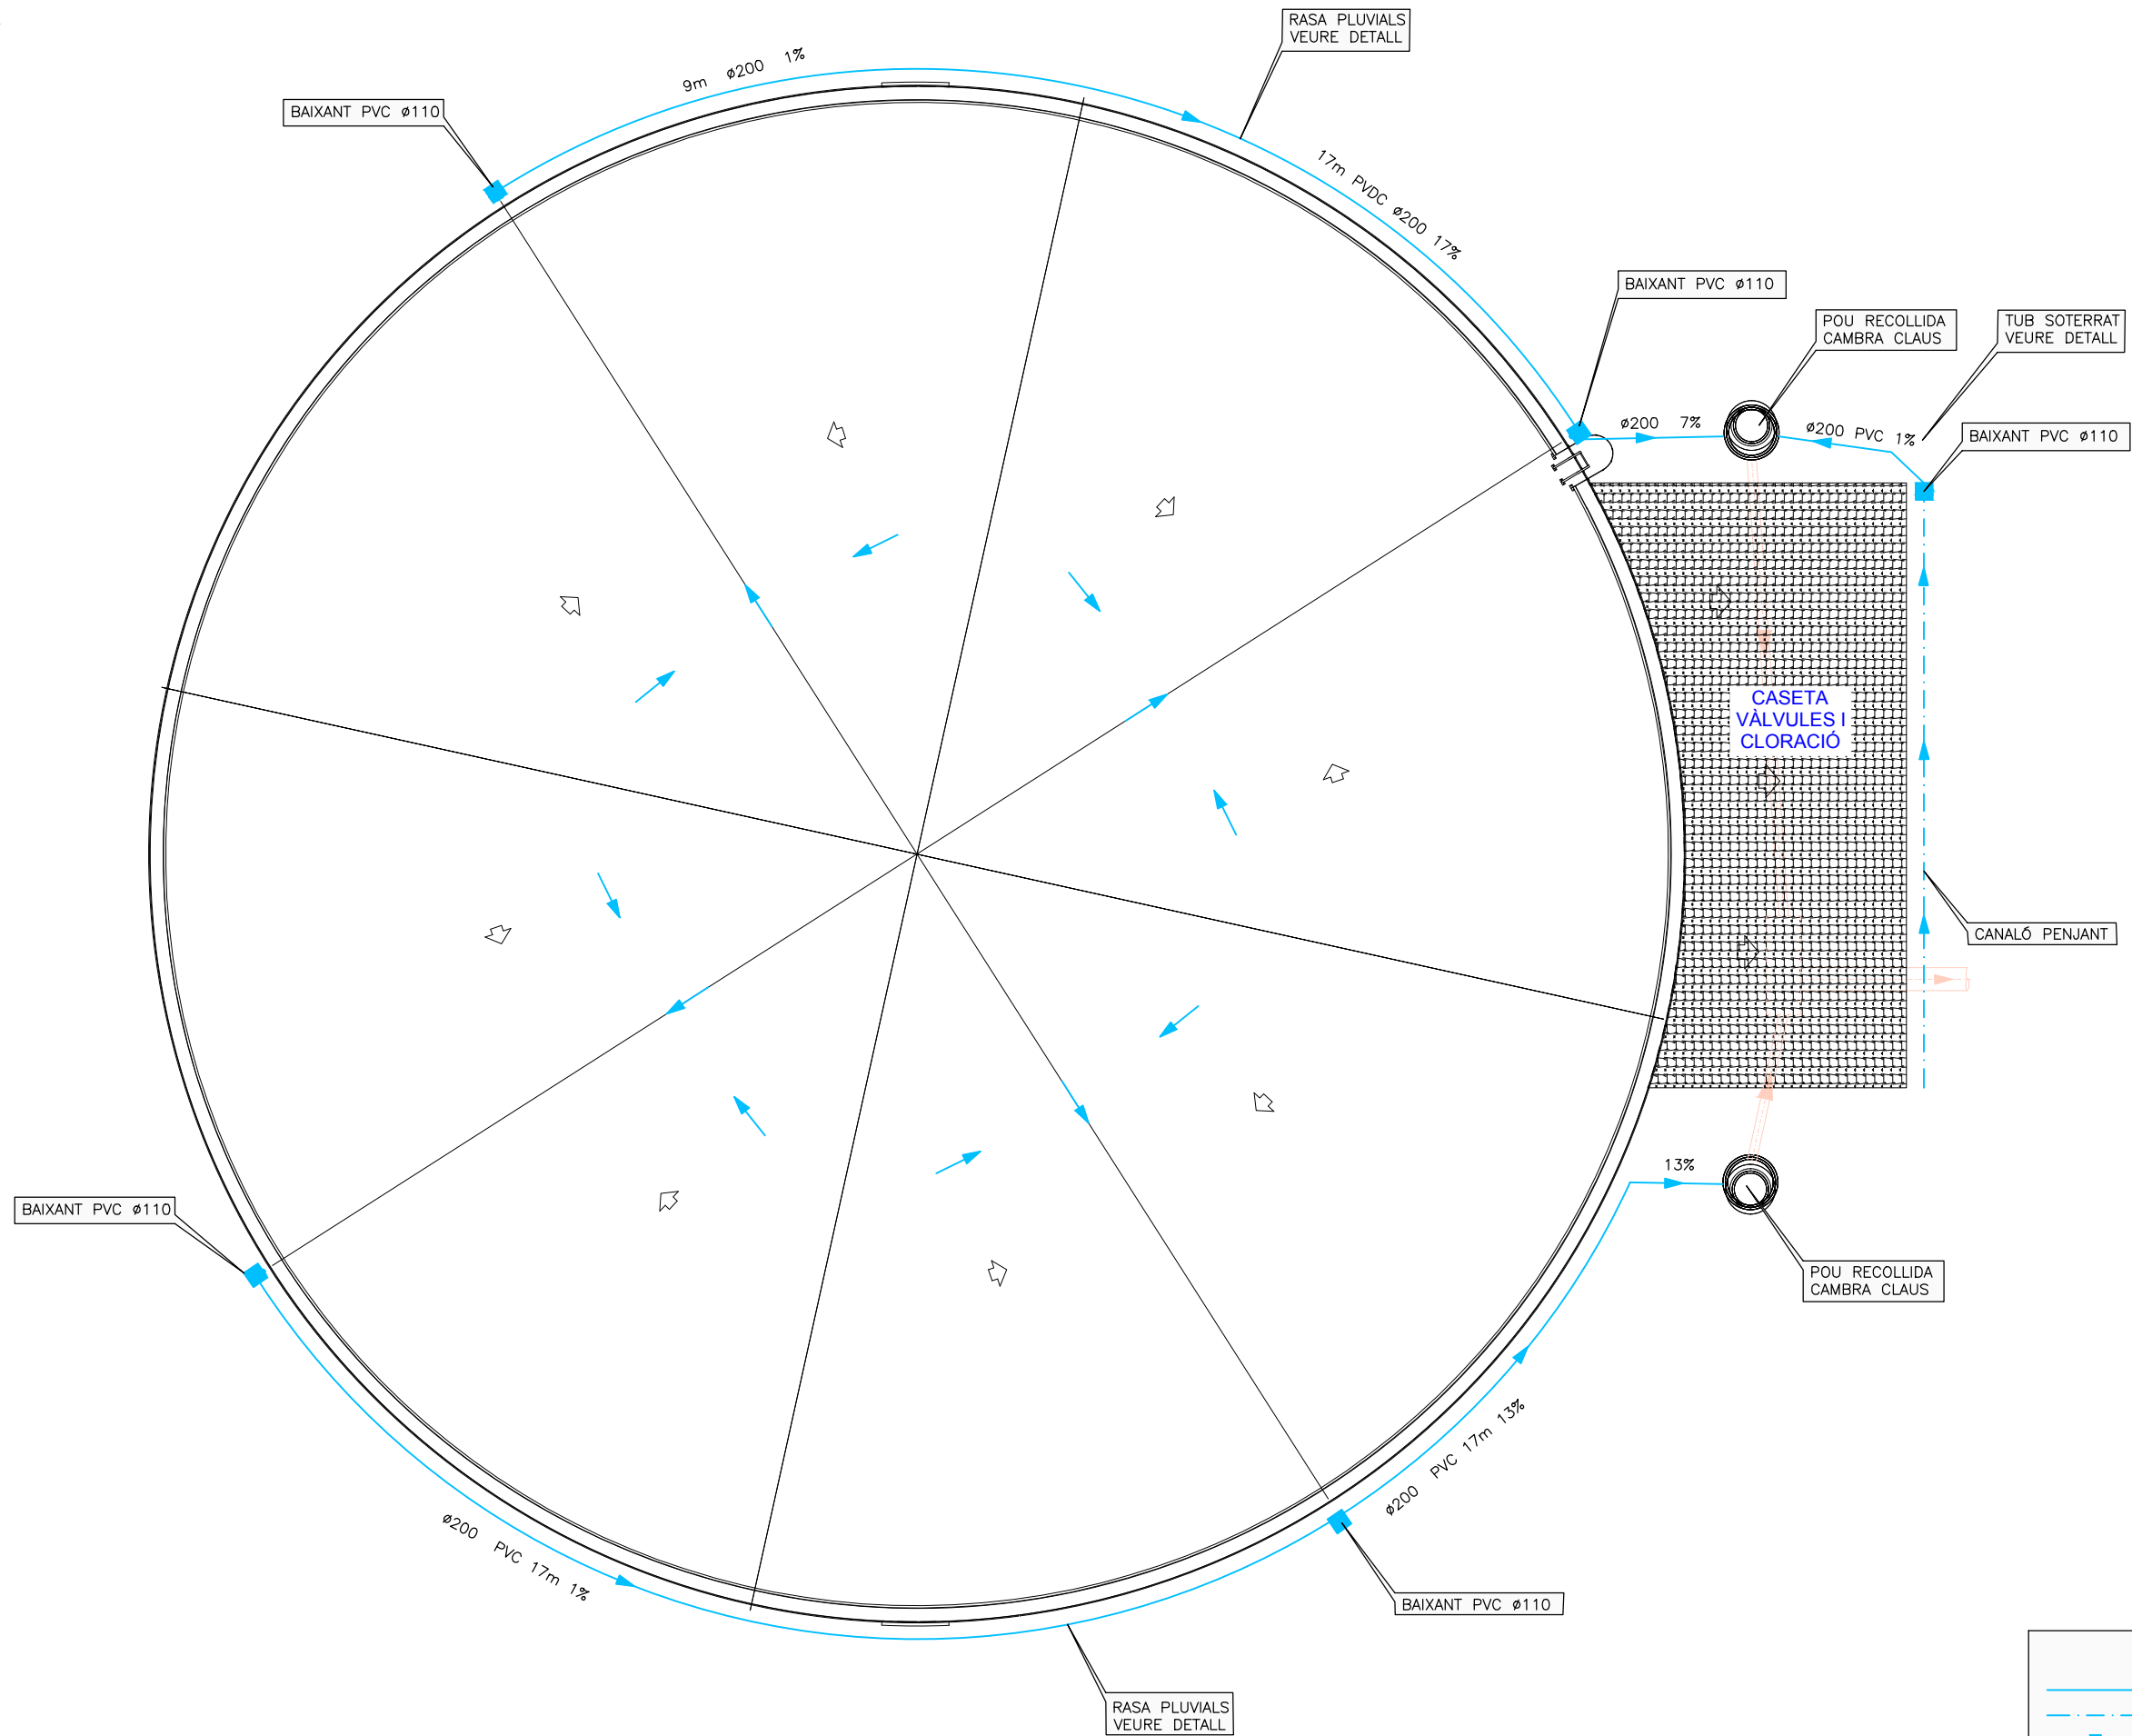 RASA PLUVIALS
VEURE DETALL
9m ø200 1%
BAIXANT PVC ø110
17m PVDC ø200 17%
BAIXANT PVC ø110
POU RECOLLIDA
CAMBRA CLAUS
TUB SOTERRAT
VEURE DETALL
ø200 7%
ø200 PVC 1%
BAIXANT PVC ø110
CASETA
VÀLVULES I
CLORACIÓ
CANALÓ PENJANT
13%
BAIXANT PVC ø110
POU RECOLLIDA
CAMBRA CLAUS
ø200 PVC 17m 13%
ø200 PVC 17m 1%
BAIXANT PVC ø110
RASA PLUVIALS
VEURE DETALL